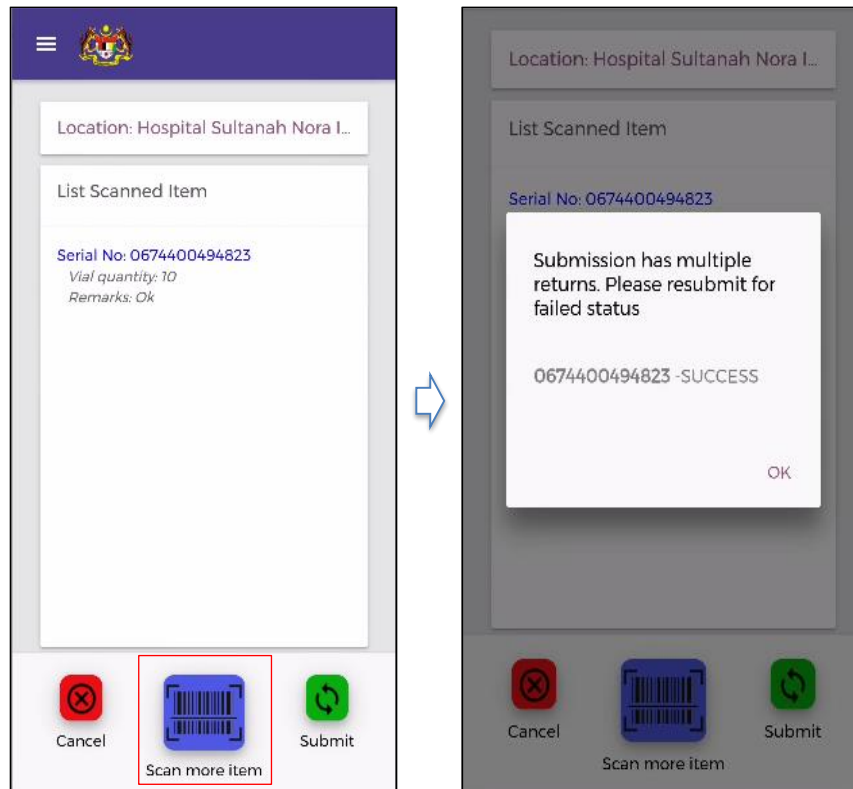 Location: Hospital Sultanah Nora I...
List Scanned Item
Serial No: 0674400494823
Vial quantity: 10
Remarks: Ok
Cancel
Scan more item
Submit
Location: Hospital Sultanah Nora I...
List Scanned Item
Serial No: 0674400494823
Submission has multiple
returns. Please resubmit for
failed status
0674400494823 -SUCCESS
OK
Cancel
Scan more item
Submit